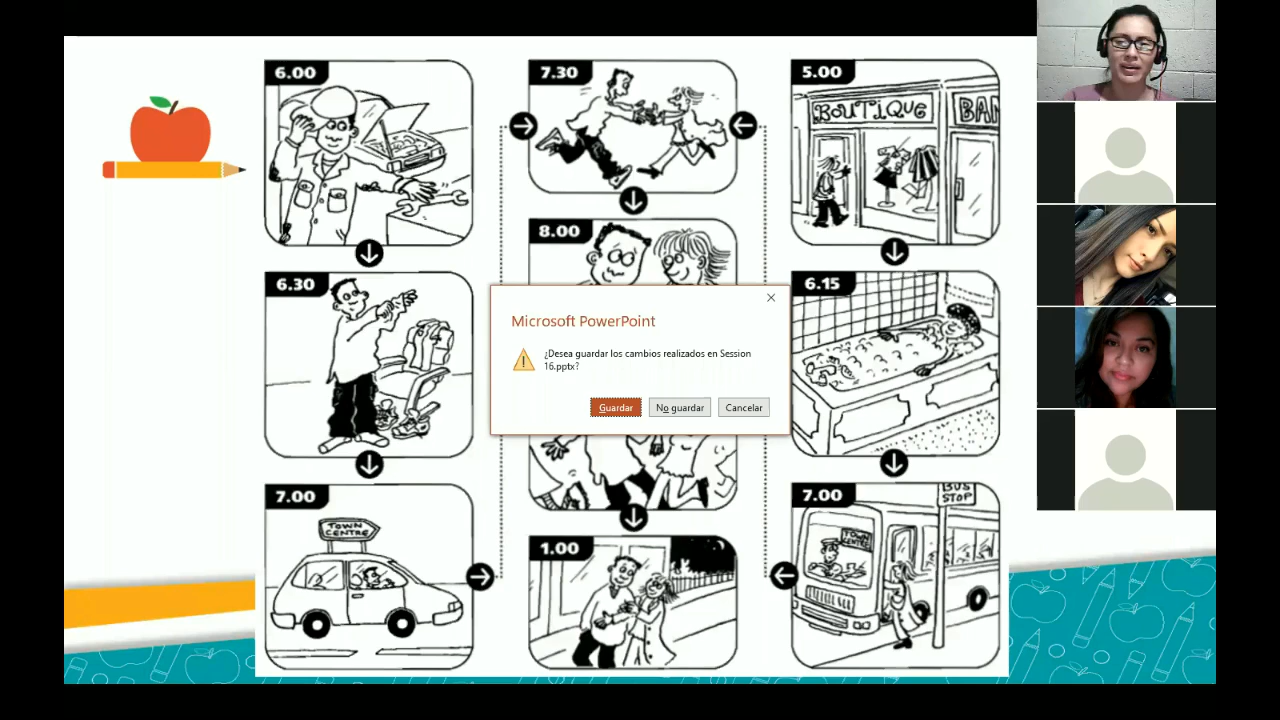 6.00
7.30
5.00
BOUTIQUE
BAN
8.00
6.30
6.15
Microsoft PowerPoint
¿Desea guardar los cambios realizados en Session
16.pptx?
Guardar
No guardar
Cancelar
7.00
TOWN
CENTRE
1.00
7.00
BUS
STOP
TOWN
CENTRE